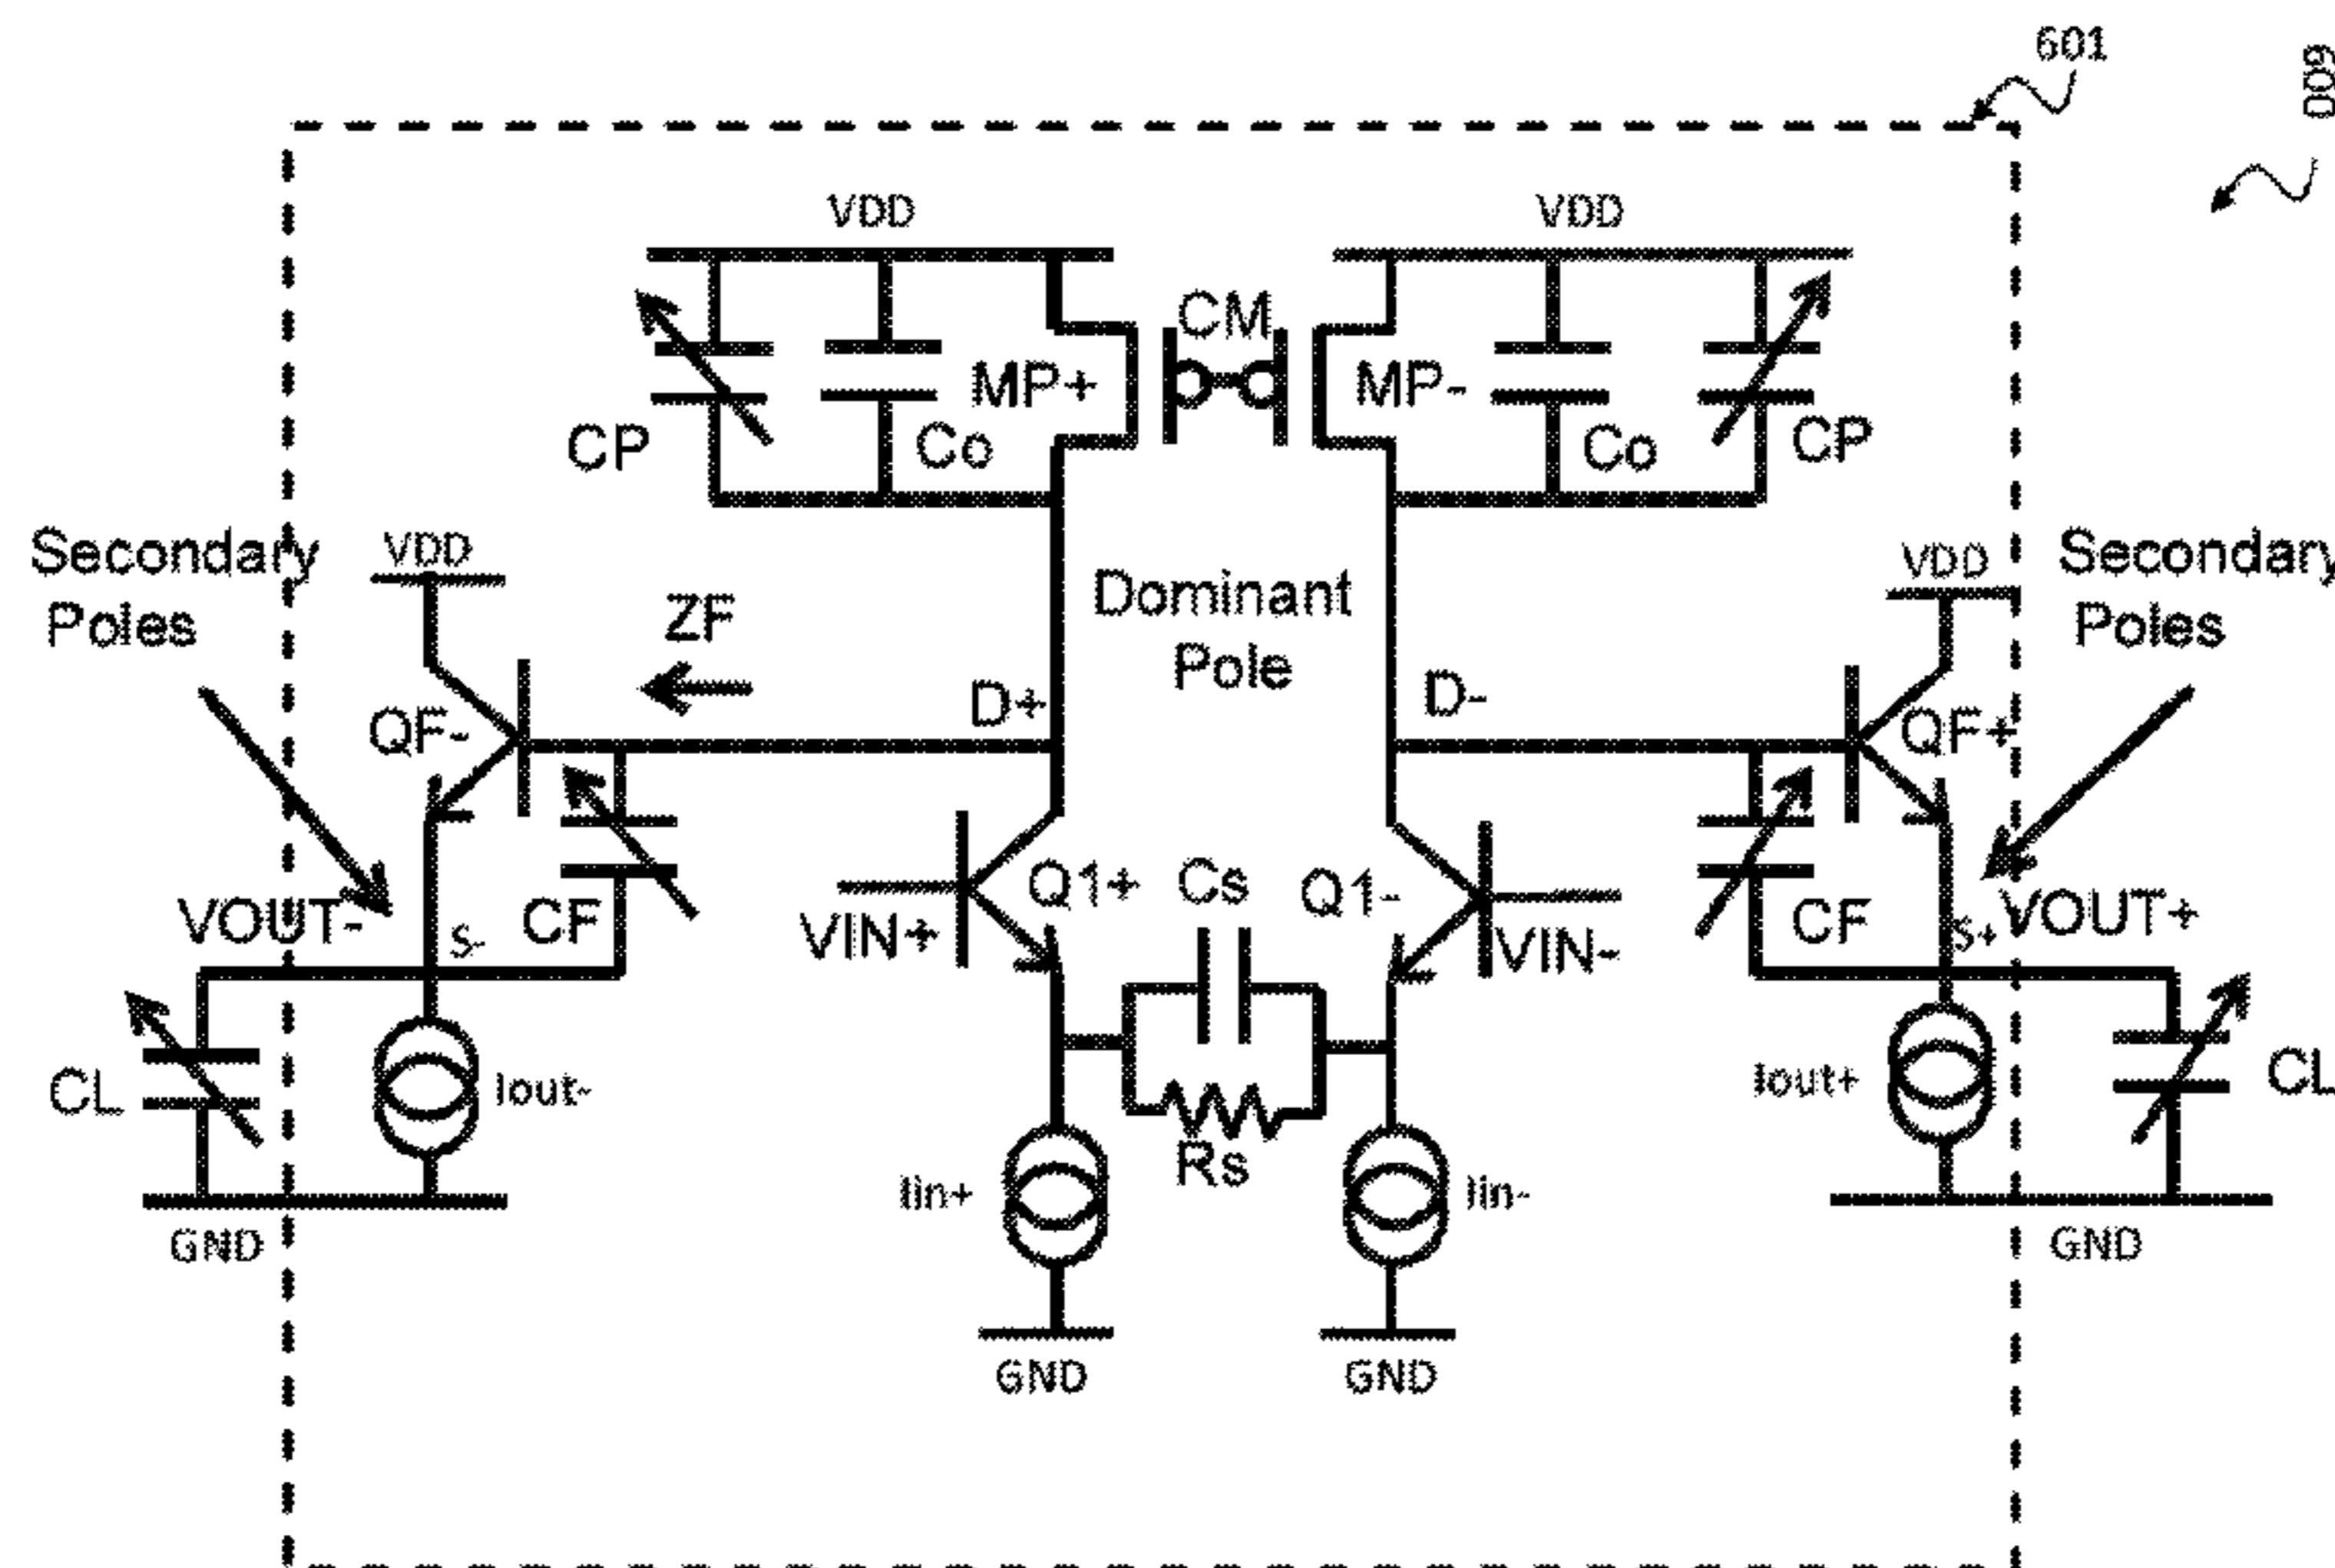 601
600
VDD
VDD
CM
MP+
MP-
CP
Co
Co
CP
Secondary
Poles
VDD
ZF
Dominant
Pole
VDD
Secondary
Poles
QF-
D+
D-
QF+
VOUT-
S-
CF
VIN+
Q1+
Cs
Q1-
VIN-
CF
S+
VOUT+
CL
Iout-
Rs
Iout+
CL
Iin+
Iin-
GND
GND
GND
GND